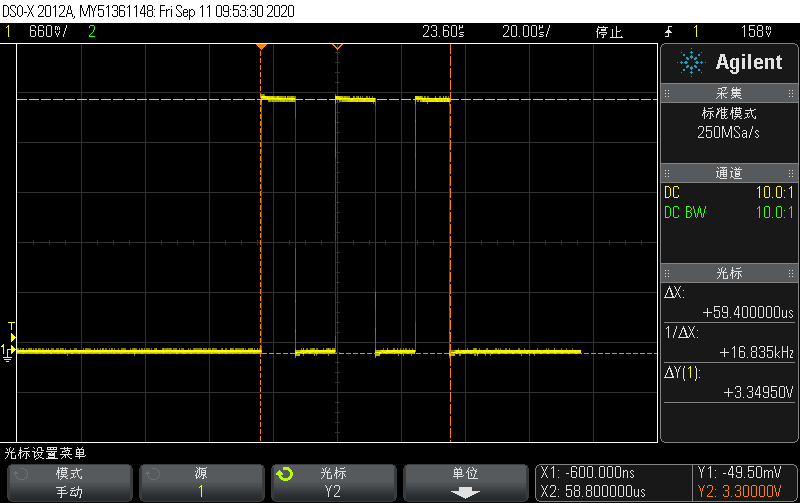 DSO-X 2012A, MY51361148: Fri Sep 11 09:53:30 2020
1 660mV/ 2 23.60us 20.00us/ 停止 1 158mV
Agilent
采集
标准模式
250MSa/s
通道
DC 10.0:1
DC BW 10.0:1
光标
ΔX:
+59.400000us
1/ΔX:
+16.835kHz
ΔY(1):
+3.34950V
T
1
光标设置菜单
模式
手动
源
1
光标
Y2
单位
X1: -600.000ns
X2: 58.800000us
Y1: -49.50mV
Y2: 3.30000V